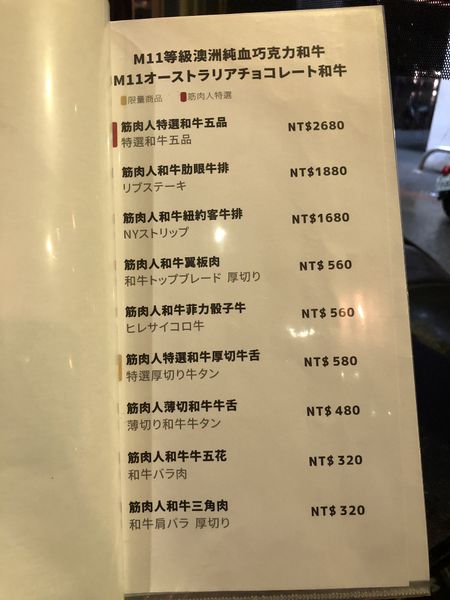 M11等級澳洲純血巧克力和牛
M11オーストラリアチョコレート和牛
限量商品 筋肉人特選
筋肉人特選和牛五品 NT$2680
特選和牛五品
筋肉人和牛肋眼牛排 NT$1880
リブステーキ
筋肉人和牛紐約客牛排 NT$1680
NYストリップ
筋肉人和牛翼板肉 NT$ 560
和牛トップブレード 厚切り
筋肉人和牛菲力骰子牛 NT$ 560
ヒレサイコロ牛
筋肉人特選和牛厚切牛舌 NT$ 580
特選厚切り牛タン
筋肉人薄切和牛牛舌 NT$ 480
薄切り和牛牛タン
筋肉人和牛牛五花 NT$ 320
和牛バラ肉
筋肉人和牛三角肉 NT$ 320
和牛肩バラ 厚切り